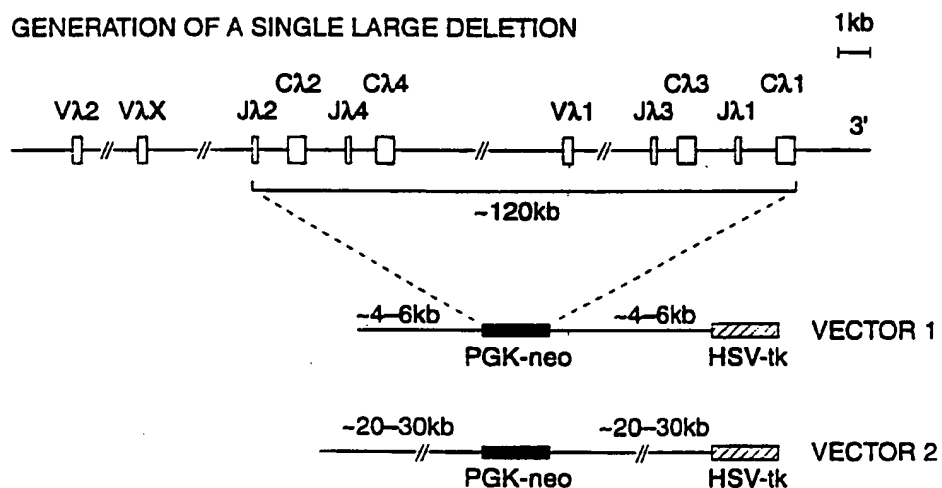 GENERATION OF A SINGLE LARGE DELETION
1kb
Cλ2 Cλ4 Cλ3 Cλ1
Vλ2 VλX Jλ2 Jλ4 Vλ1 Jλ3 Jλ1 3'
~120kb
~4–6kb ~4–6kb VECTOR 1
PGK-neo HSV-tk
~20–30kb ~20–30kb
VECTOR 2
PGK-neo HSV-tk